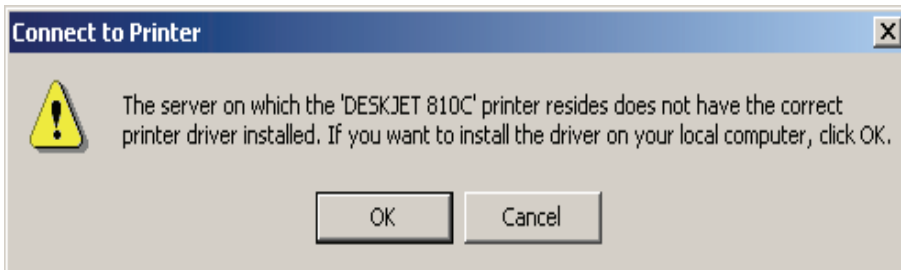 Connect to Printer
The server on which the 'DESKJET 810C' printer resides does not have the correct
printer driver installed. If you want to install the driver on your local computer, click OK.
OK
Cancel